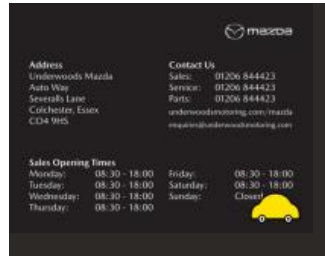 mazda
Address
Underwoods Mazda
Auto Way
Severalls Lane
Colchester, Essex
CO4 9HS
Contact Us
Sales: 01206 844423
Service: 01206 844423
Parts: 01206 844423
underwoodsmotoring.com/mazda
enquiries@underwoodsmotoring.com
Sales Opening Times
Monday: 08:30 - 18:00
Tuesday: 08:30 - 18:00
Wednesday: 08:30 - 18:00
Thursday: 08:30 - 18:00
Friday: 08:30 - 18:00
Saturday: 08:30 - 18:00
Sunday: Closed